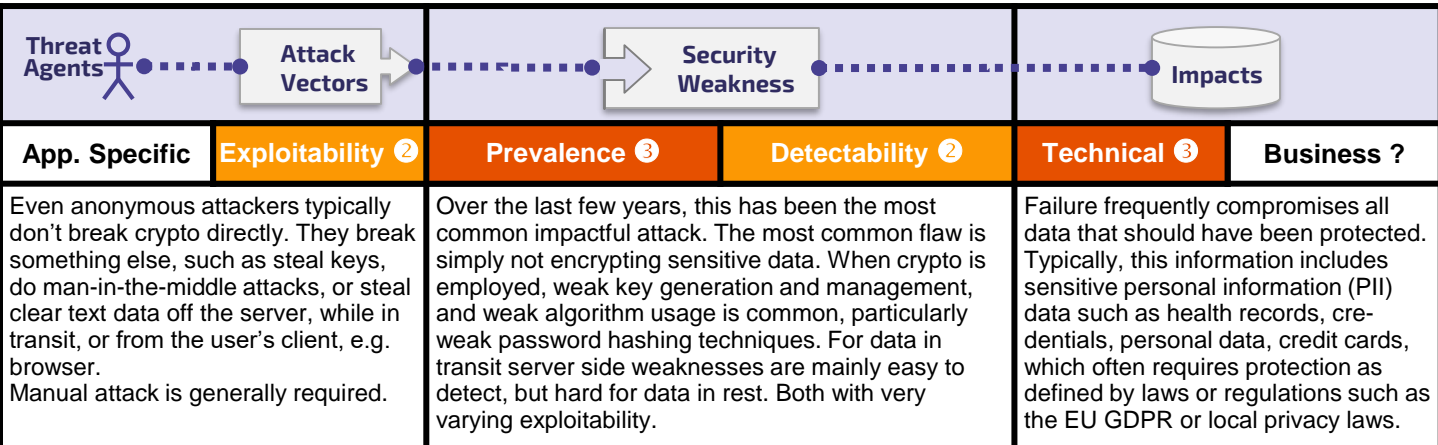 Threat
Agents
Attack
Vectors
Security
Weakness
Impacts
App. Specific
Exploitability ❷
Prevalence ❸
Detectability ❷
Technical ❸
Business ?
Even anonymous attackers typically
don’t break crypto directly. They break
something else, such as steal keys,
do man-in-the-middle attacks, or steal
clear text data off the server, while in
transit, or from the user’s client, e.g.
browser.
Manual attack is generally required.
Over the last few years, this has been the most
common impactful attack. The most common flaw is
simply not encrypting sensitive data. When crypto is
employed, weak key generation and management,
and weak algorithm usage is common, particularly
weak password hashing techniques. For data in
transit server side weaknesses are mainly easy to
detect, but hard for data in rest. Both with very
varying exploitability.
Failure frequently compromises all
data that should have been protected.
Typically, this information includes
sensitive personal information (PII)
data such as health records, cre-
dentials, personal data, credit cards,
which often requires protection as
defined by laws or regulations such as
the EU GDPR or local privacy laws.